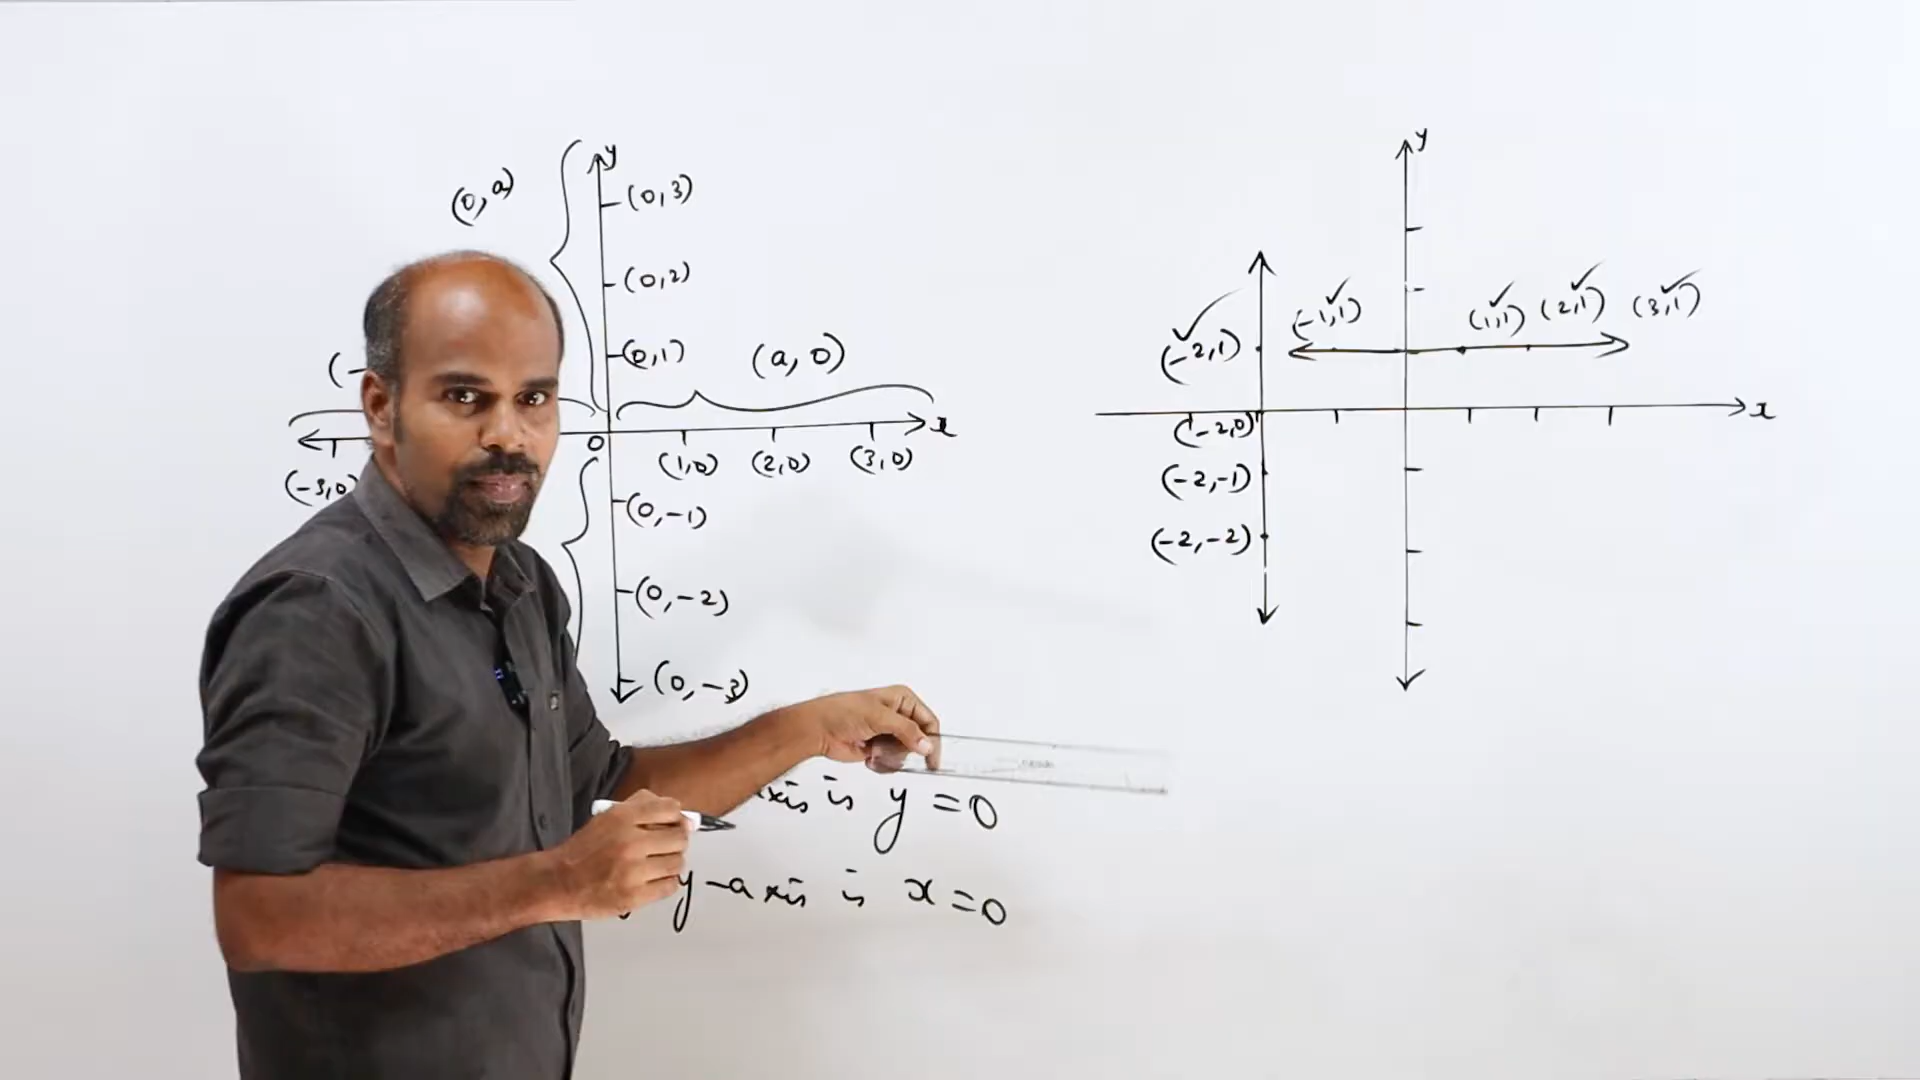 y
(0,a)
(0,3)
(0,2)
(0,1)
(a,0)
x
0
(1,0) (2,0) (3,0)
(-3,0)
(0,-1)
(0,-2)
(0,-3)
is y=0
y-axis is x=0
y
(-1,1) (1,1) (2,1) (3,1)
(-2,1)
x
(-2,0)
(-2,-1)
(-2,-2)